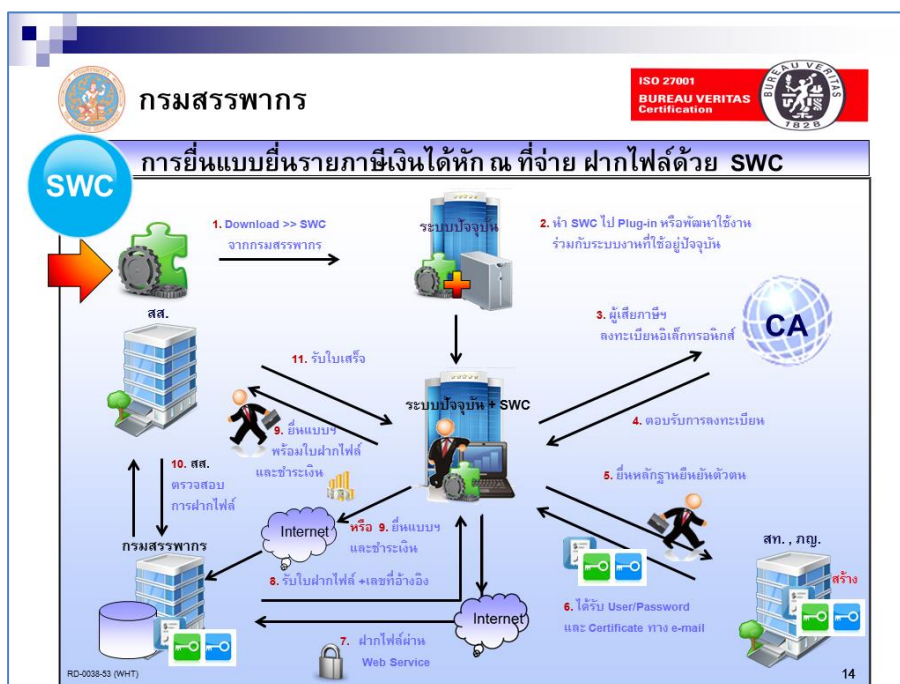 กรมสรรพากร
ISO 27001
BUREAU VERITAS
Certification
BUREAU VERITAS
1828
SWC
การยื่นแบบยื่นรายภาษีเงินได้หัก ณ ที่จ่าย ฝากไฟล์ด้วย SWC
1. Download >> SWC
จากกรมสรรพากร
ระบบปัจจุบัน
2. นำ SWC ไป Plug-in หรือพัฒนาใช้งาน
ร่วมกับระบบงานที่ใช้อยู่ปัจจุบัน
สส.
3. ผู้เสียภาษีฯ
ลงทะเบียนอิเล็กทรอนิกส์
CA
11. รับใบเสร็จ
ระบบปัจจุบัน + SWC
4. ตอบรับการลงทะเบียน
9. ยื่นแบบฯ
พร้อมใบฝากไฟล์
และชำระเงิน
10. สส.
ตรวจสอบ
การฝากไฟล์
5. ยื่นหลักฐานยืนยันตัวตน
Internet
หรือ 9. ยื่นแบบฯ
และชำระเงิน
กรมสรรพากร
สท. , ภญ.
สร้าง
8. รับใบฝากไฟล์ +เลขที่อ้างอิง
6. ได้รับ User/Password
และ Certificate ทาง e-mail
Internet
7. ฝากไฟล์ผ่าน
Web Service
RD-0038-53 (WHT)
14